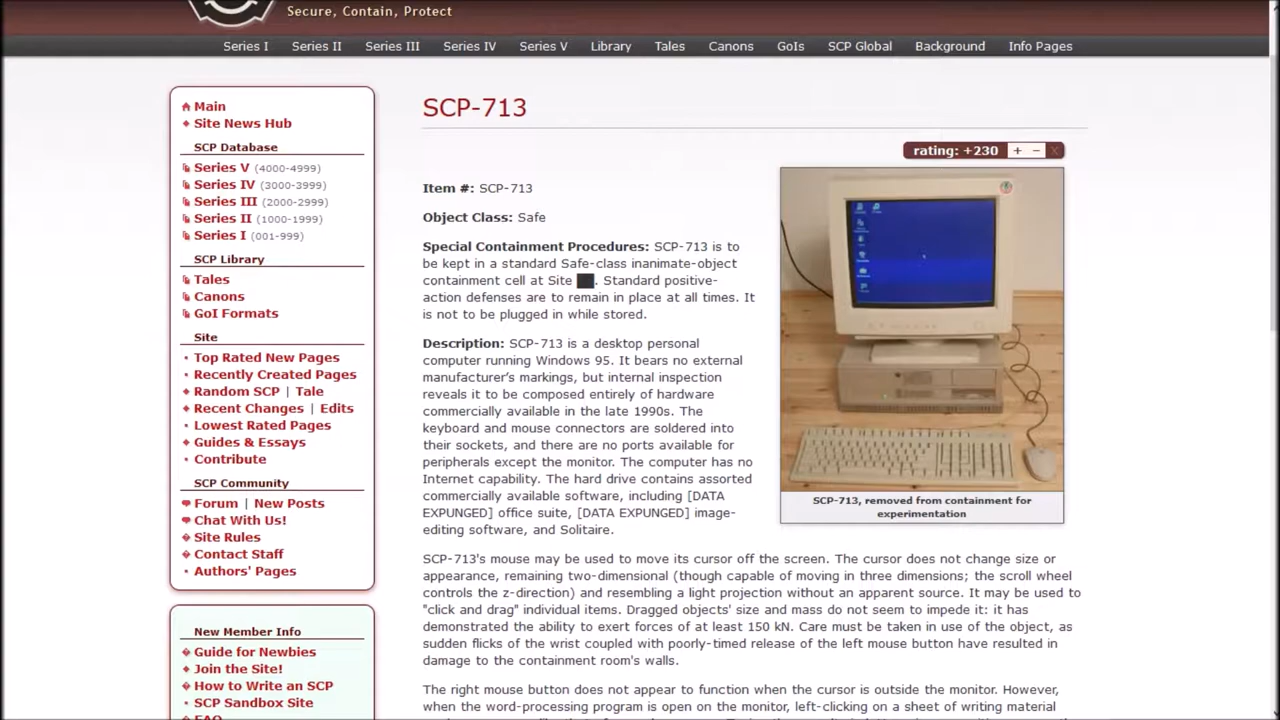 Secure, Contain, Protect
Series I Series II Series III Series IV Series V Library Tales Canons GoIs SCP Global Background Info Pages
Main
Site News Hub
SCP Database
Series V (4000-4999)
Series IV (3000-3999)
Series III (2000-2999)
Series II (1000-1999)
Series I (001-999)
SCP Library
Tales
Canons
GoI Formats
Site
Top Rated New Pages
Recently Created Pages
Random SCP | Tale
Recent Changes | Edits
Lowest Rated Pages
Guides & Essays
Contribute
SCP Community
Forum | New Posts
Chat With Us!
Site Rules
Contact Staff
Authors' Pages
New Member Info
Guide for Newbies
Join the Site!
How to Write an SCP
SCP Sandbox Site
FAQ
SCP-713
rating: +230 + – X
Item #: SCP-713
Object Class: Safe
Special Containment Procedures: SCP-713 is to
be kept in a standard Safe-class inanimate-object
containment cell at Site ██. Standard positive-
action defenses are to remain in place at all times. It
is not to be plugged in while stored.
Description: SCP-713 is a desktop personal
computer running Windows 95. It bears no external
manufacturer's markings, but internal inspection
reveals it to be composed entirely of hardware
commercially available in the late 1990s. The
keyboard and mouse connectors are soldered into
their sockets, and there are no ports available for
peripherals except the monitor. The computer has no
Internet capability. The hard drive contains assorted
commercially available software, including [DATA
EXPUNGED] office suite, [DATA EXPUNGED] image-
editing software, and Solitaire.
SCP-713, removed from containment for
experimentation
SCP-713's mouse may be used to move its cursor off the screen. The cursor does not change size or
appearance, remaining two-dimensional (though capable of moving in three dimensions; the scroll wheel
controls the z-direction) and resembling a light projection without an apparent source. It may be used to
"click and drag" individual items. Dragged objects' size and mass do not seem to impede it: it has
demonstrated the ability to exert forces of at least 150 kN. Care must be taken in use of the object, as
sudden flicks of the wrist coupled with poorly-timed release of the left mouse button have resulted in
damage to the containment room's walls.
The right mouse button does not appear to function when the cursor is outside the monitor. However,
when the word-processing program is open on the monitor, left-clicking on a sheet of writing material